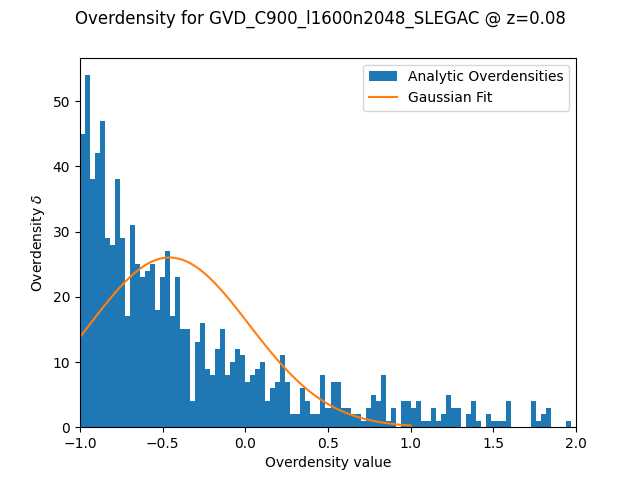 Overdensity for GVD_C900_l1600n2048_SLEGAC @ z=0.08
Analytic Overdensities
Gaussian Fit
Overdensity δ
50
40
30
20
10
0
−1.0
−0.5
0.0
0.5
1.0
1.5
2.0
Overdensity value